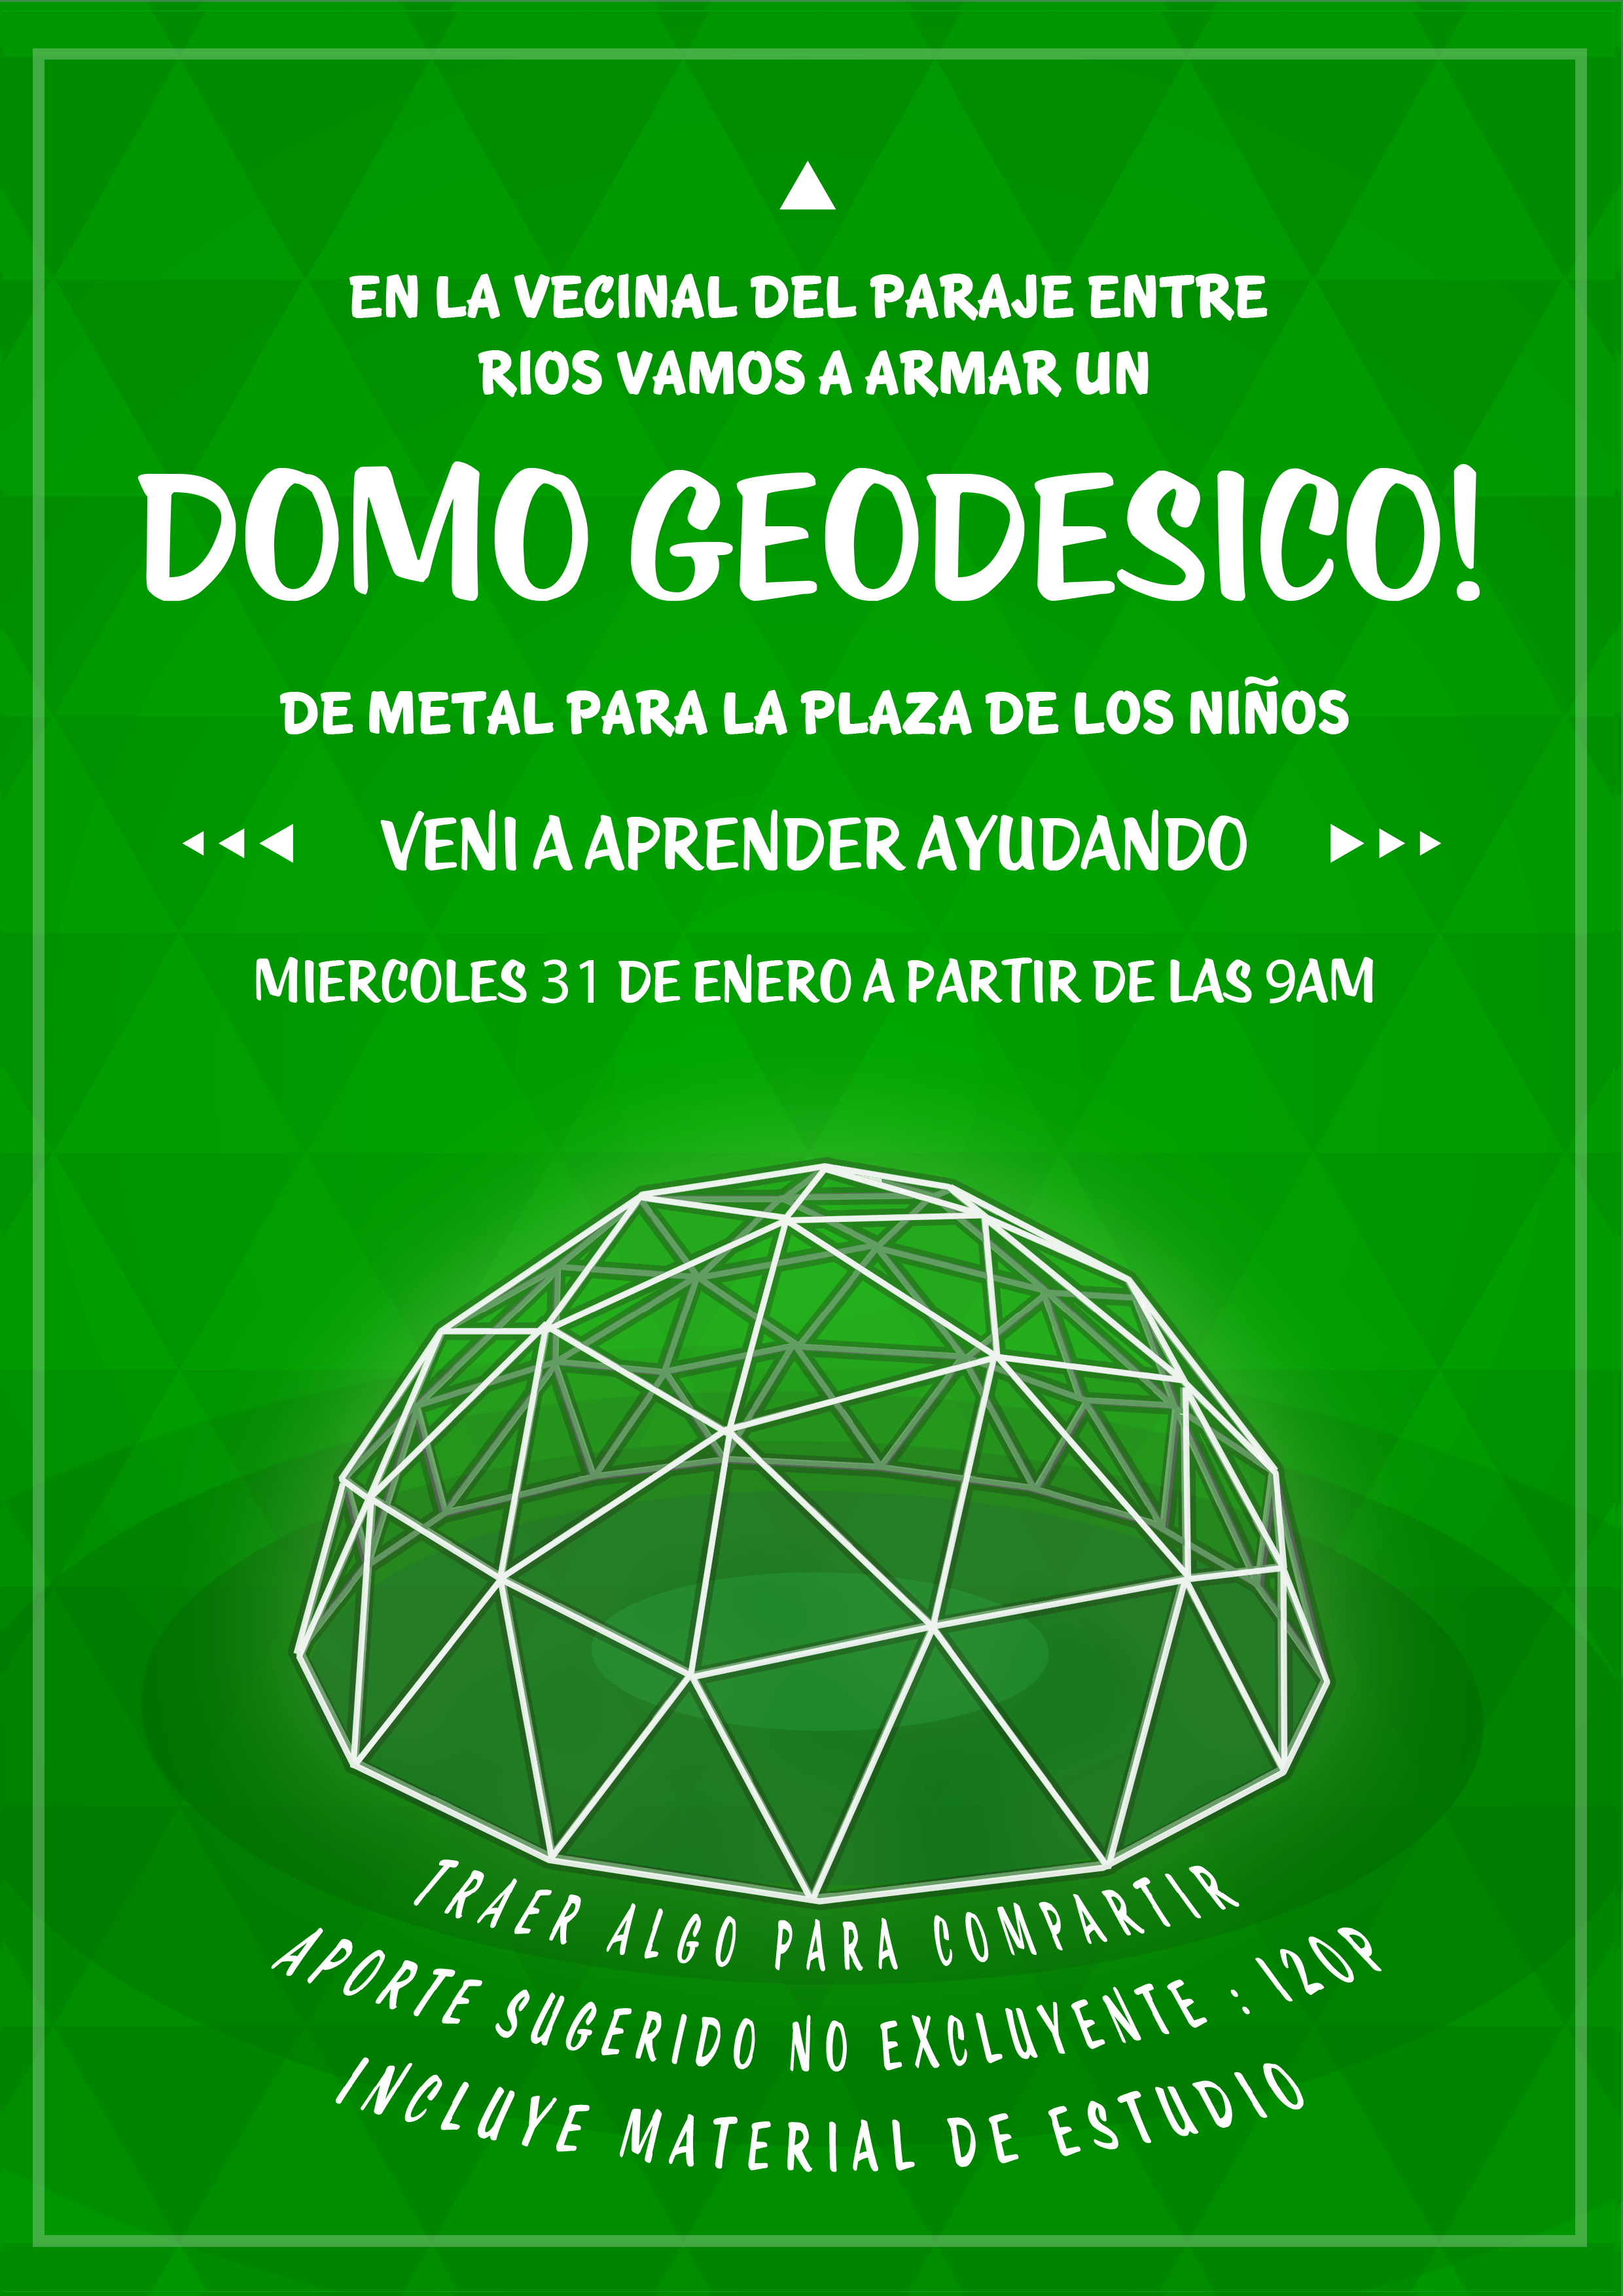 EN LA VECINAL DEL PARAJE ENTRE
RIOS VAMOS A ARMAR UN
DOMO GEODESICO!
DE METAL PARA LA PLAZA DE LOS NIÑOS
VENI A APRENDER AYUDANDO
MIERCOLES 31 DE ENERO A PARTIR DE LAS 9AM
TRAER ALGO PARA COMPARTIR
APORTE SUGERIDO NO EXCLUYENTE : 120P
INCLUYE MATERIAL DE ESTUDIO